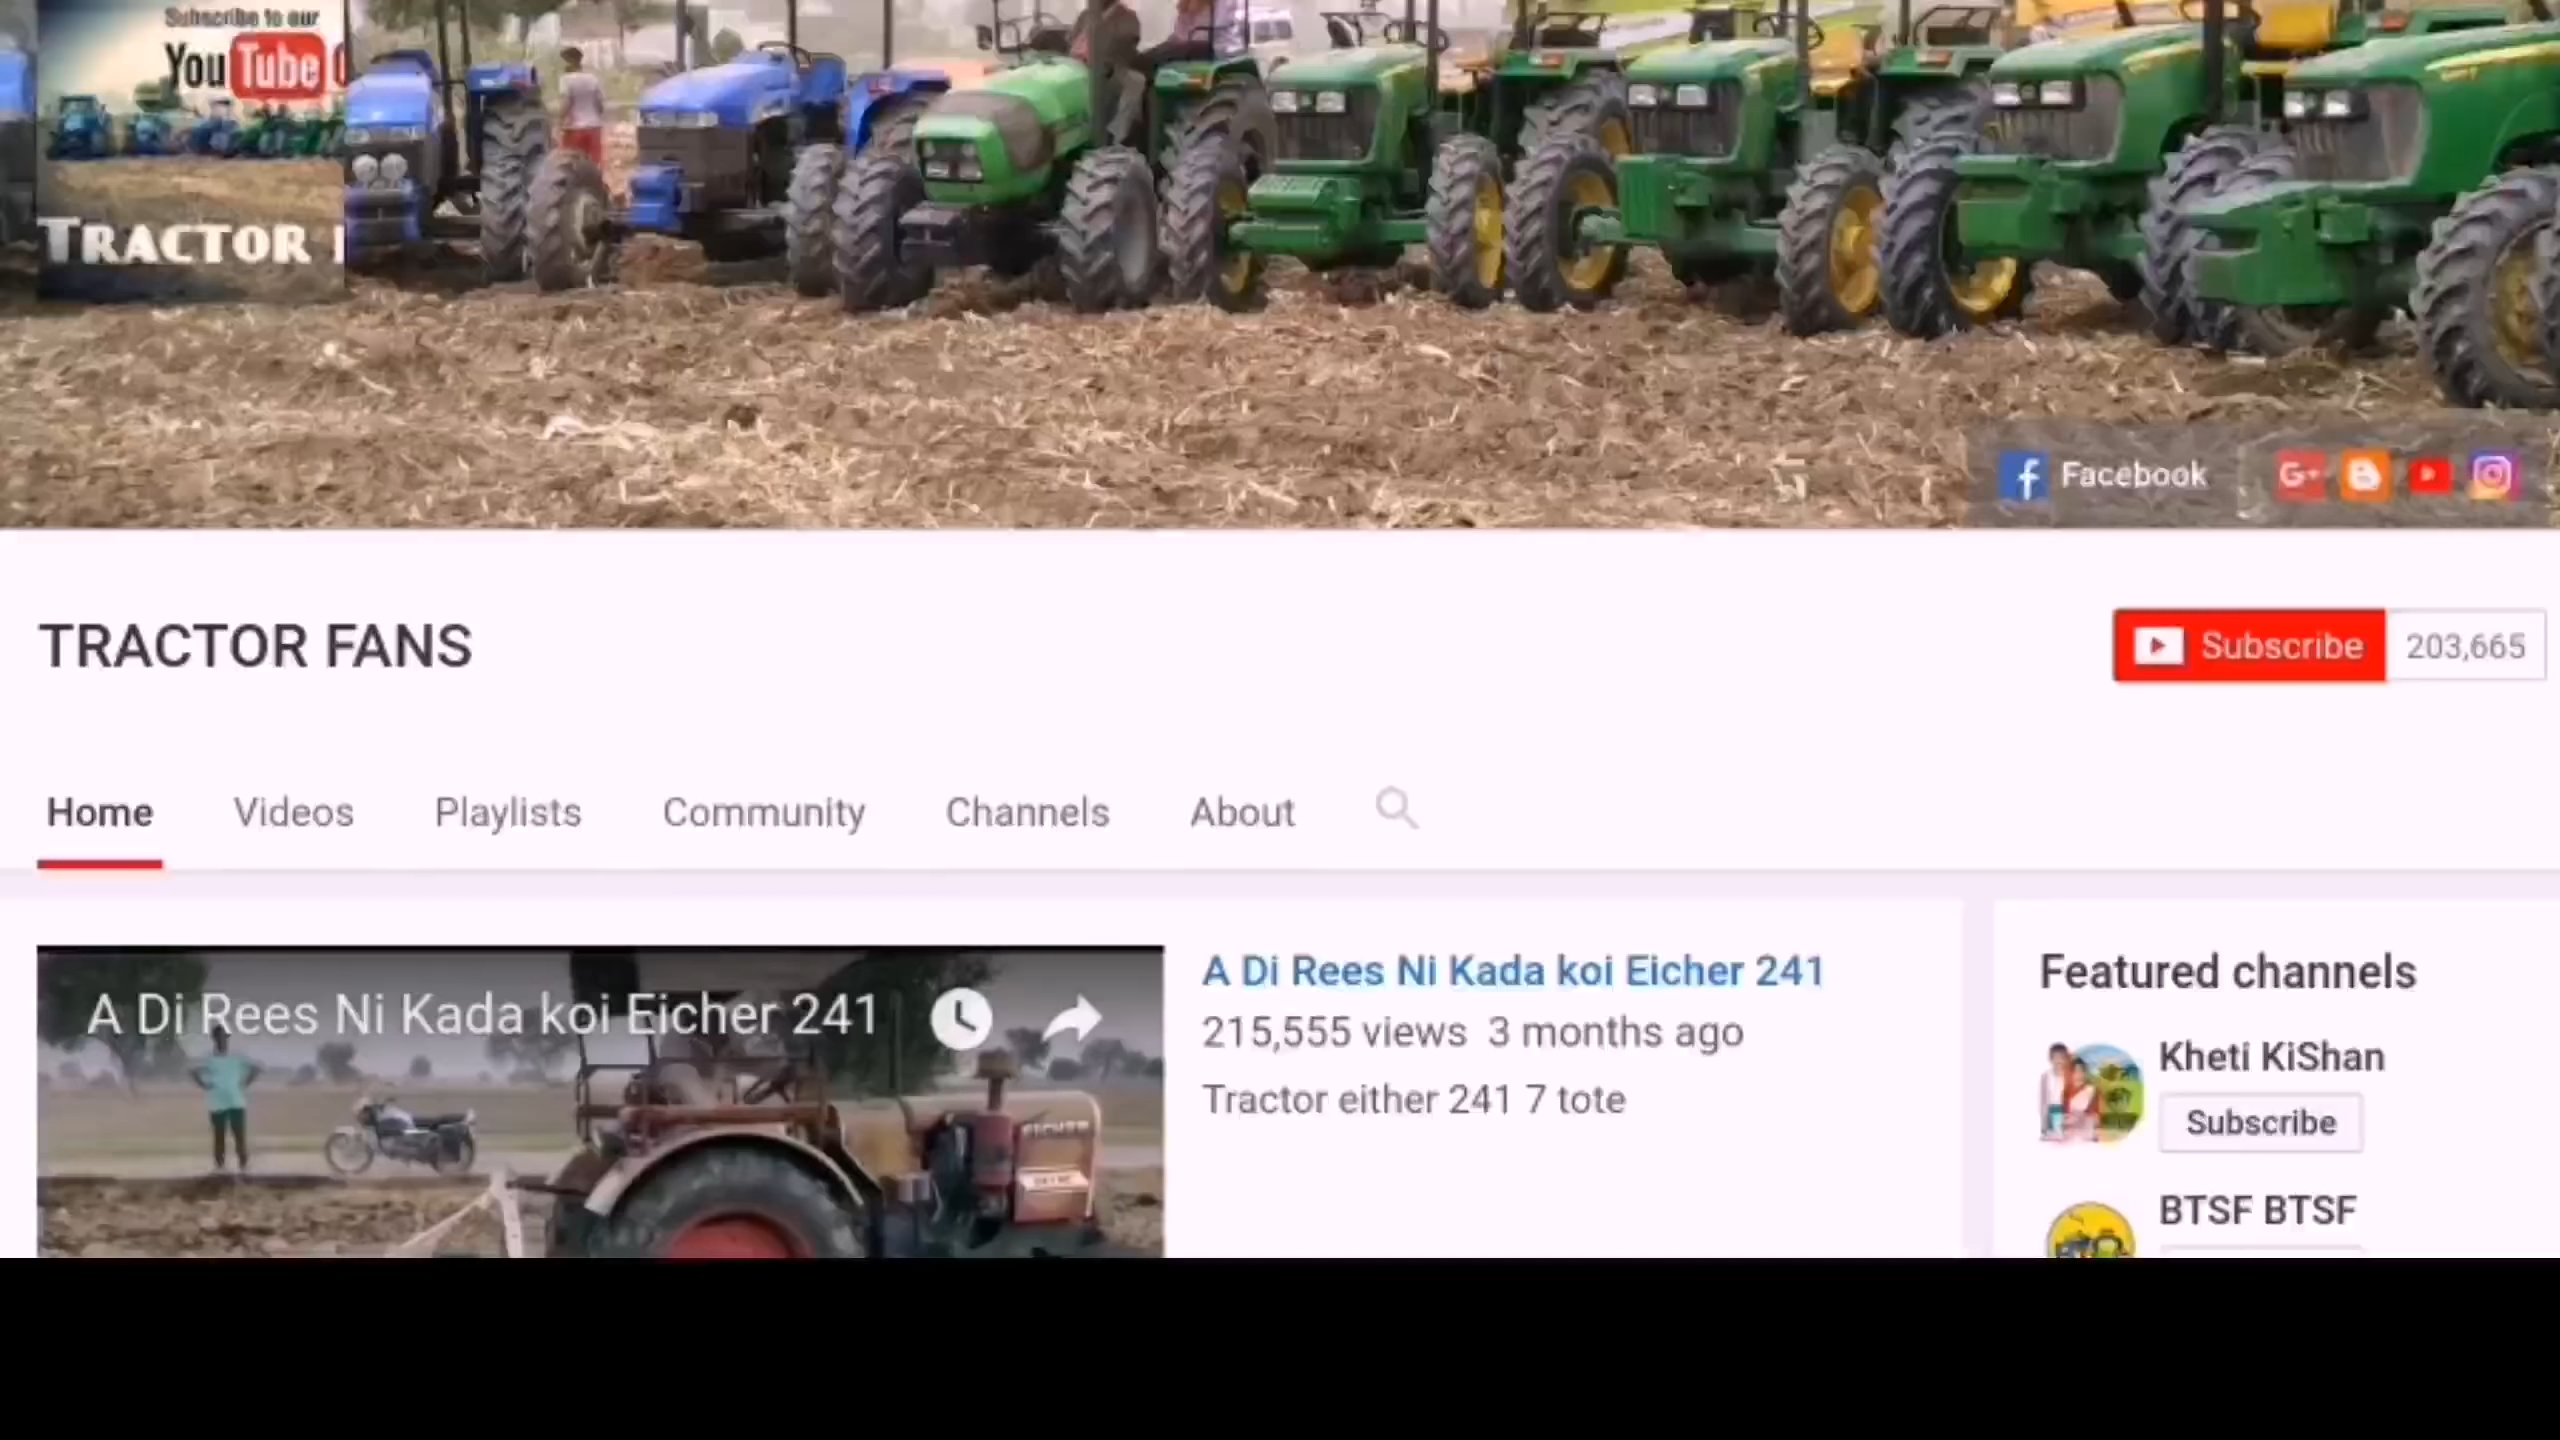 Subscribe to our
YouTube
TRACTOR
Facebook
G+
TRACTOR FANS
Subscribe 203,665
Home Videos Playlists Community Channels About
A Di Rees Ni Kada koi Eicher 241
EICHER
A Di Rees Ni Kada koi Eicher 241
215,555 views 3 months ago
Tractor either 241 7 tote
Featured channels
Kheti KiShan
Subscribe
BTSF BTSF